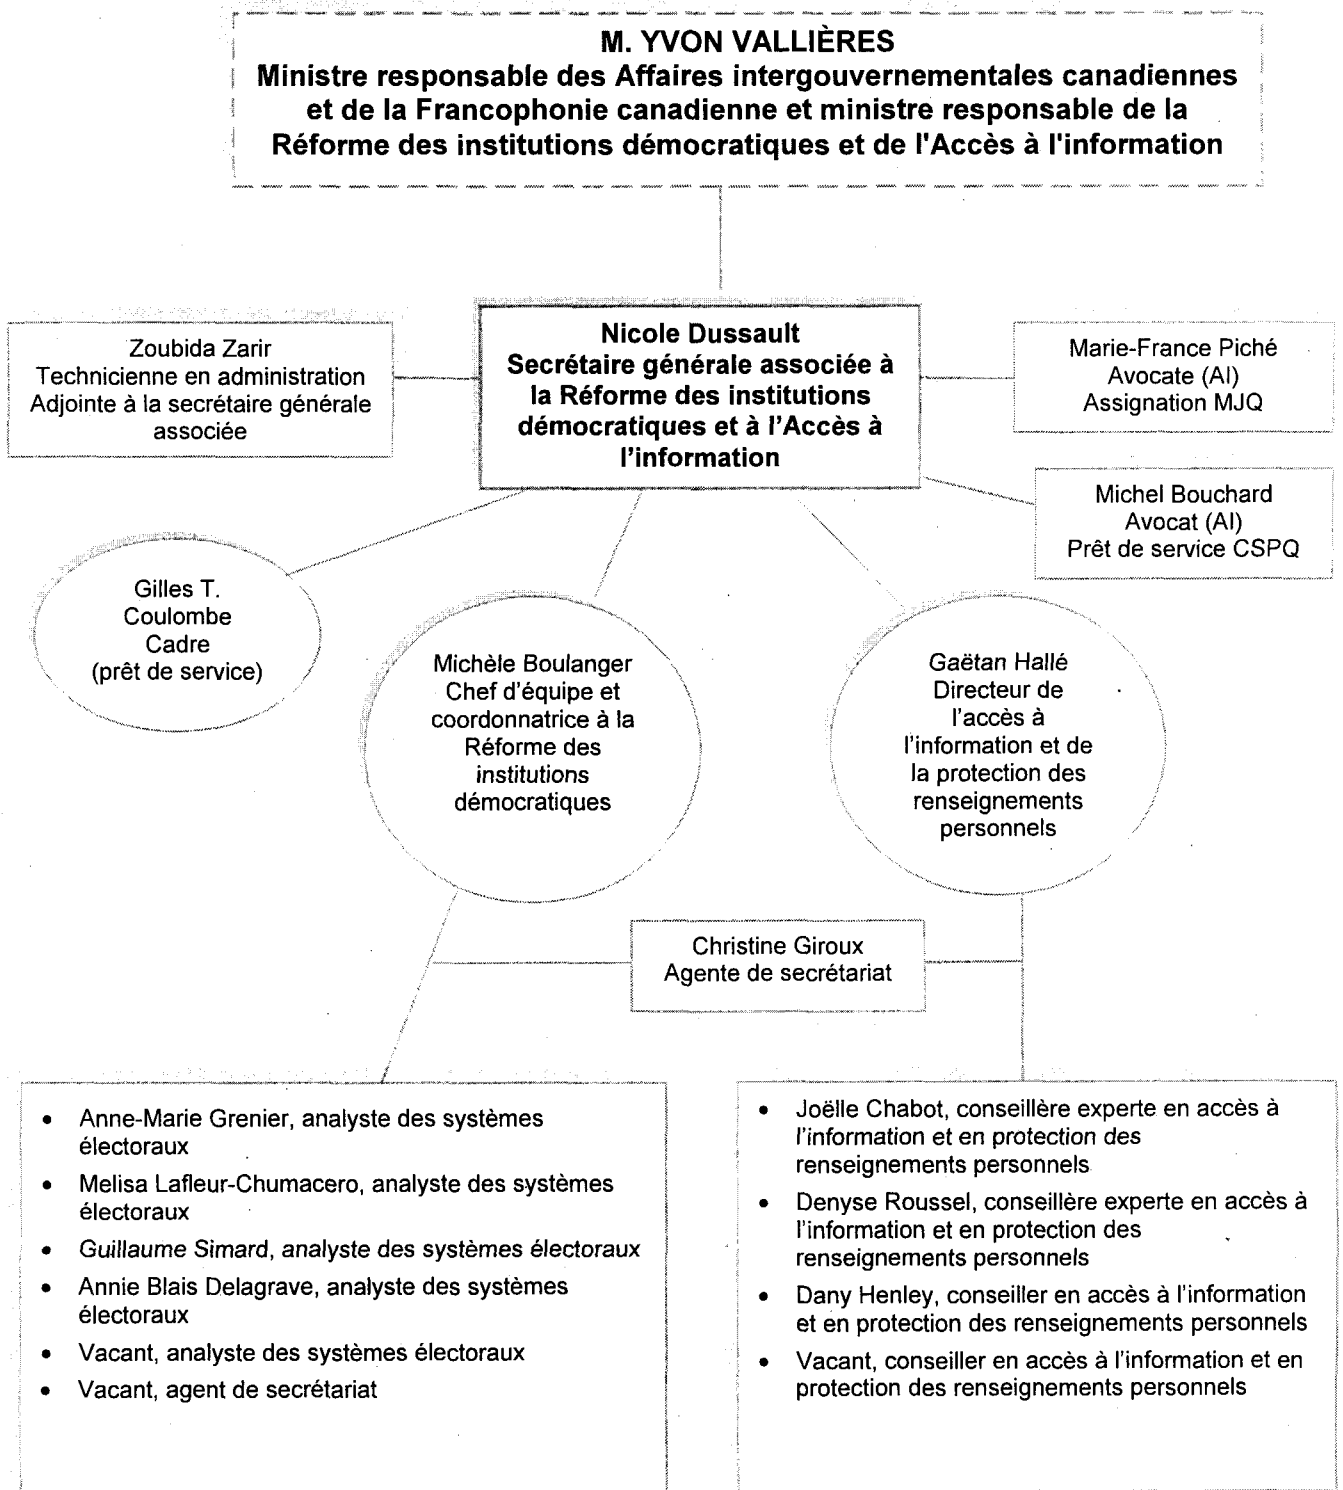 M. YVON VALLIÈRES
Ministre responsable des Affaires intergouvernementales canadiennes
et de la Francophonie canadienne et ministre responsable de la
Réforme des institutions démocratiques et de l'Accès à l'information
Nicole Dussault
Secrétaire générale associée à
la Réforme des institutions
démocratiques et à l'Accès à
l'information
Zoubida Zarir
Technicienne en administration
Adjointe à la secrétaire générale
associée
Marie-France Piché
Avocate (AI)
Assignation MJQ
Michel Bouchard
Avocat (AI)
Prêt de service CSPQ
Gilles T.
Coulombe
Cadre
(prêt de service)
Michèle Boulanger
Chef d'équipe et
coordonnatrice à la
Réforme des
institutions
démocratiques
Gaëtan Hallé
Directeur de
l'accès à
l'information et de
la protection des
renseignements
personnels
Christine Giroux
Agente de secrétariat
• Anne-Marie Grenier, analyste des systèmes
électoraux
• Melisa Lafleur-Chumacero, analyste des systèmes
électoraux
• Guillaume Simard, analyste des systèmes électoraux
• Annie Blais Delagrave, analyste des systèmes
électoraux
• Vacant, analyste des systèmes électoraux
• Vacant, agent de secrétariat
• Joëlle Chabot, conseillère experte en accès à
l'information et en protection des
renseignements personnels
• Denyse Roussel, conseillère experte en accès à
l'information et en protection des
renseignements personnels
• Dany Henley, conseiller en accès à l'information
et en protection des renseignements personnels
• Vacant, conseiller en accès à l'information et en
protection des renseignements personnels